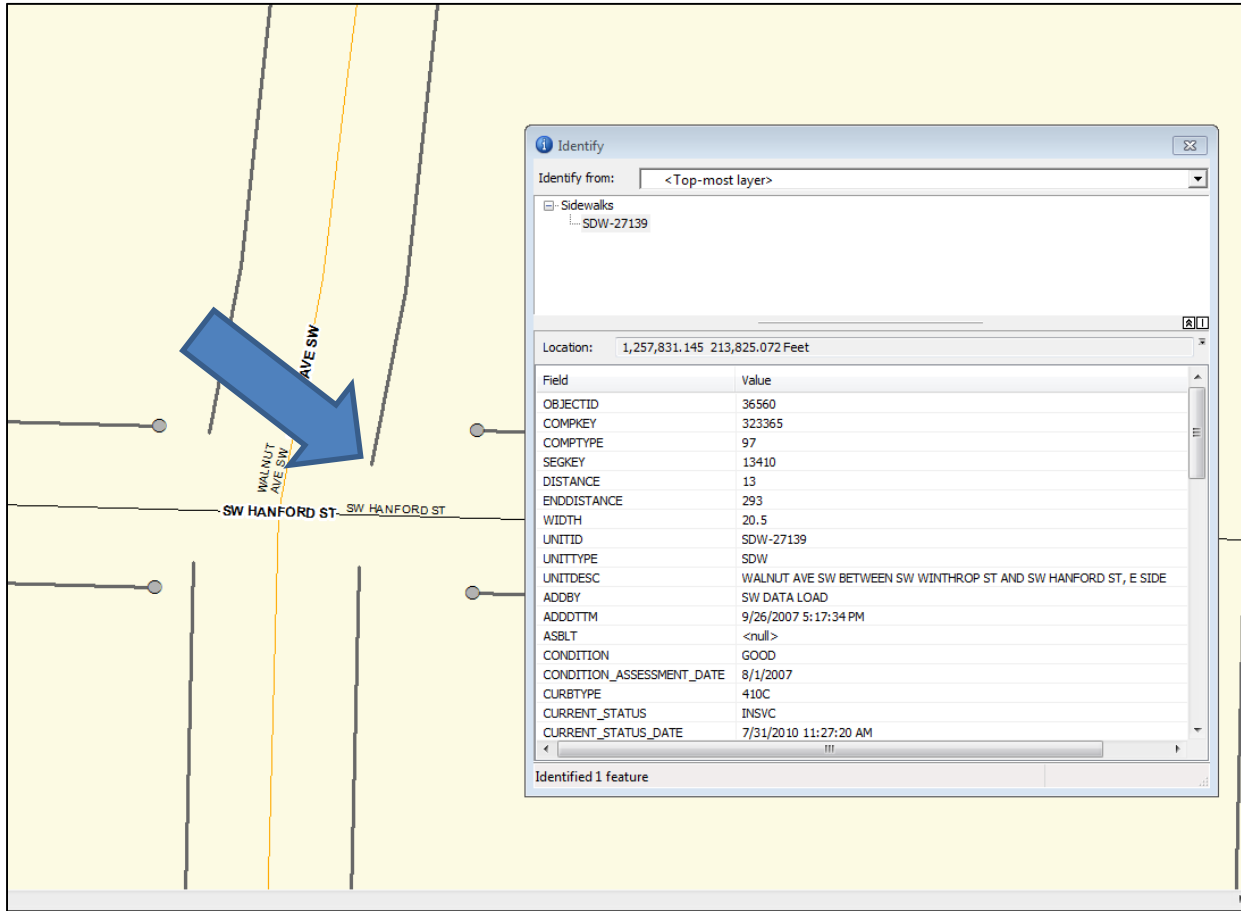 AVE SW
WALNUT
AVE SW
SW HANFORD ST
SW HANFORD ST
Identify
Identify from: <Top-most layer>
Sidewalks
SDW-27139
Location: 1,257,831.145 213,825.072 Feet
Field Value
OBJECTID 36560
COMPKEY 323365
COMPTYPE 97
SEGKEY 13410
DISTANCE 13
ENDDISTANCE 293
WIDTH 20.5
UNITID SDW-27139
UNITTYPE SDW
UNITDESC WALNUT AVE SW BETWEEN SW WINTHROP ST AND SW HANFORD ST, E SIDE
ADDBY SW DATA LOAD
ADDDTTM 9/26/2007 5:17:34 PM
ASBLT <null>
CONDITION GOOD
CONDITION_ASSESSMENT_DATE 8/1/2007
CURBTYPE 410C
CURRENT_STATUS INSVC
CURRENT_STATUS_DATE 7/31/2010 11:27:20 AM
Identified 1 feature